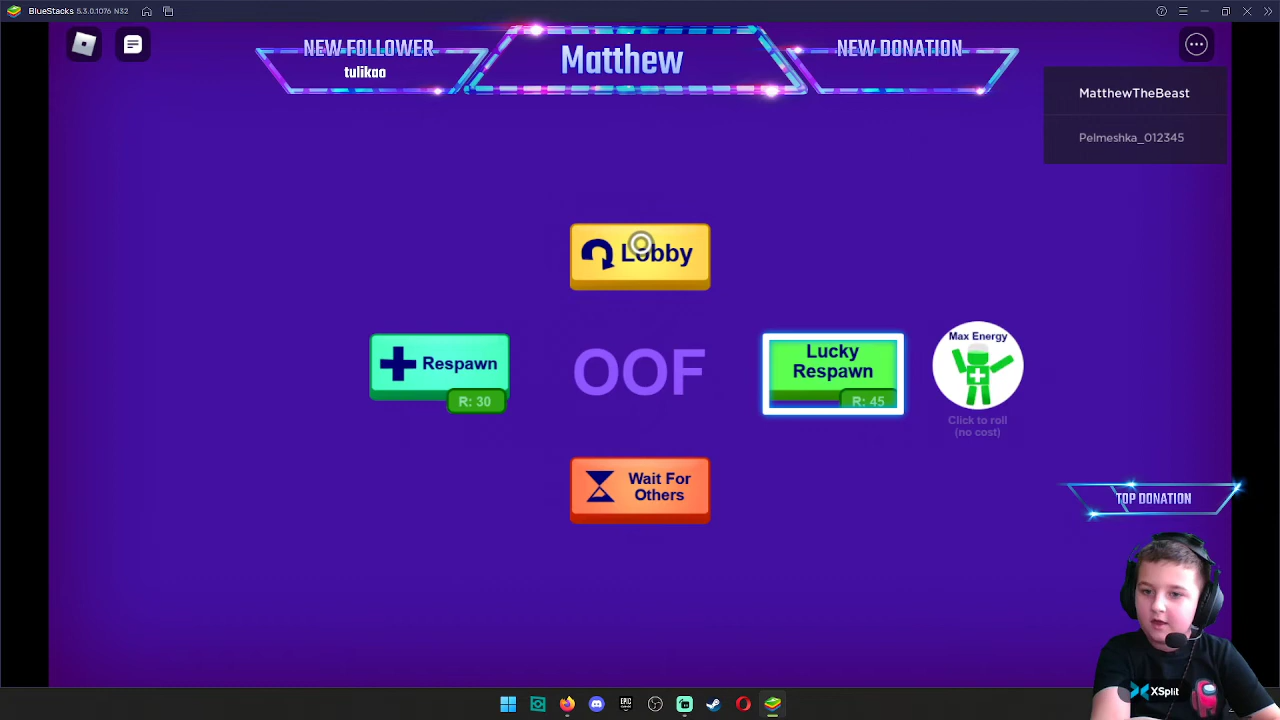 BlueStacks 5.3.0.1076 N32
NEW FOLLOWER
tulikaa
Matthew
NEW DONATION
MatthewTheBeast
Pelmeshka_012345
Lobby
Respawn
R: 30
OOF
Lucky
Respawn
R: 45
Max Energy
Click to roll
(no cost)
Wait For
Others
TOP DONATION
XSplit